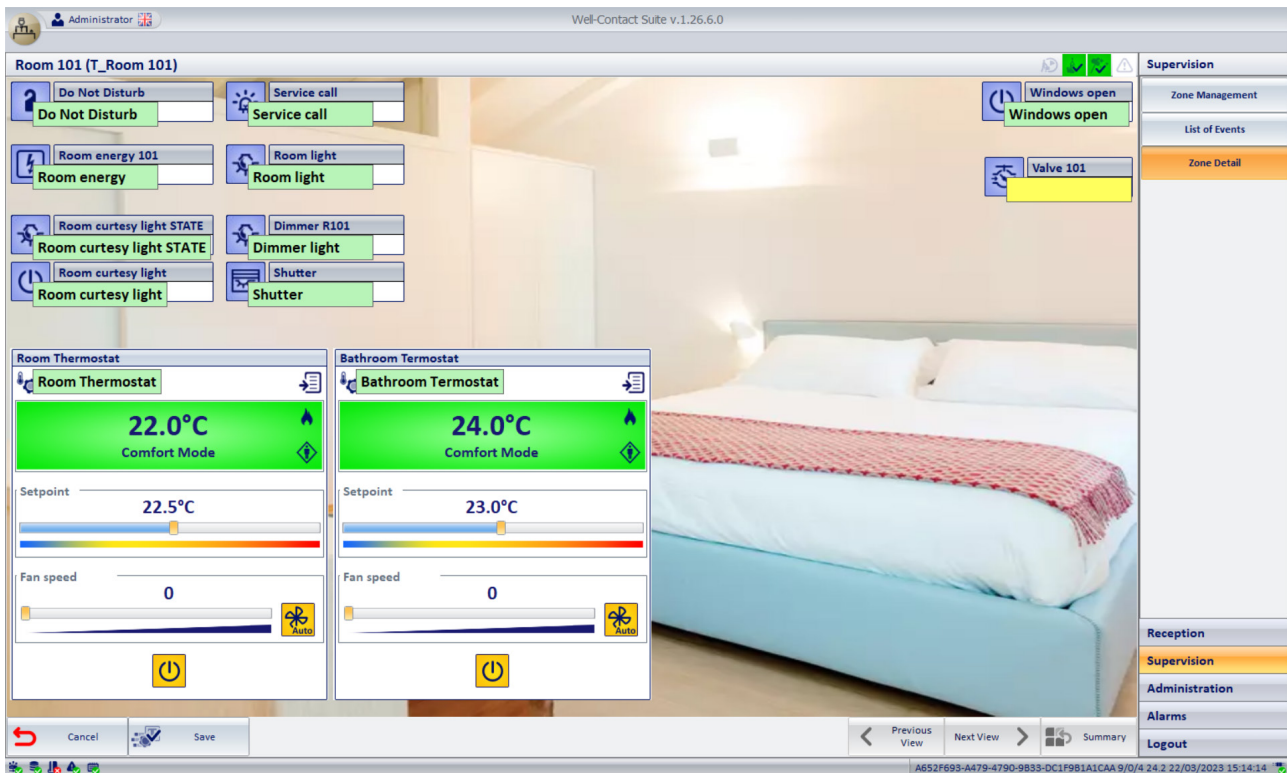 Administrator
Well-Contact Suite v.1.26.6.0
Room 101 (T_Room 101)
Do Not Disturb
Do Not Disturb
Service call
Service call
Windows open
Windows open
Room energy 101
Room energy
Room light
Room light
Valve 101
Room curtesy light STATE
Room curtesy light STATE
Dimmer R101
Dimmer light
Room curtesy light
Room curtesy light
Shutter
Shutter
Room Thermostat
Room Thermostat
22.0°C
Comfort Mode
Setpoint
22.5°C
Fan speed
0
Auto
Bathroom Termostat
Bathroom Termostat
24.0°C
Comfort Mode
Setpoint
23.0°C
Fan speed
0
Auto
Supervision
Zone Management
List of Events
Zone Detail
Reception
Supervision
Administration
Alarms
Logout
Cancel
Save
Previous
View
Next View
Summary
A652F693-A479-4790-9B33-DC1F9B1A1CAA 9/0/4 24.2 22/03/2023 15:14:14